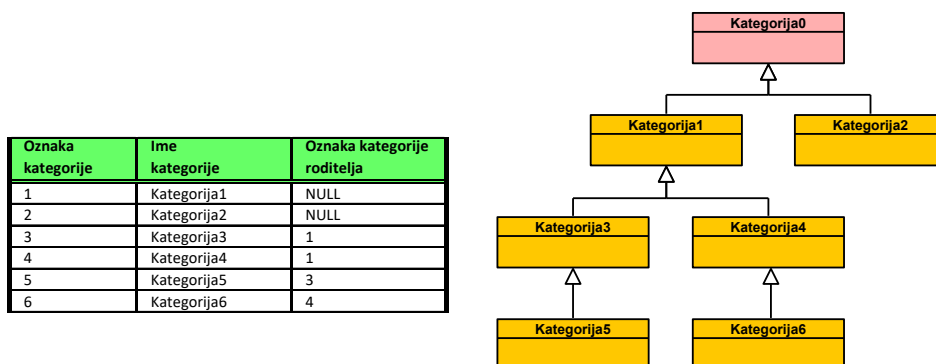 Oznaka kategorije
Ime kategorije
Oznaka kategorije roditelja
1 Kategorija1 NULL
2 Kategorija2 NULL
3 Kategorija3 1
4 Kategorija4 1
5 Kategorija5 3
6 Kategorija6 4
Kategorija0
Kategorija1 Kategorija2
Kategorija3 Kategorija4
Kategorija5 Kategorija6